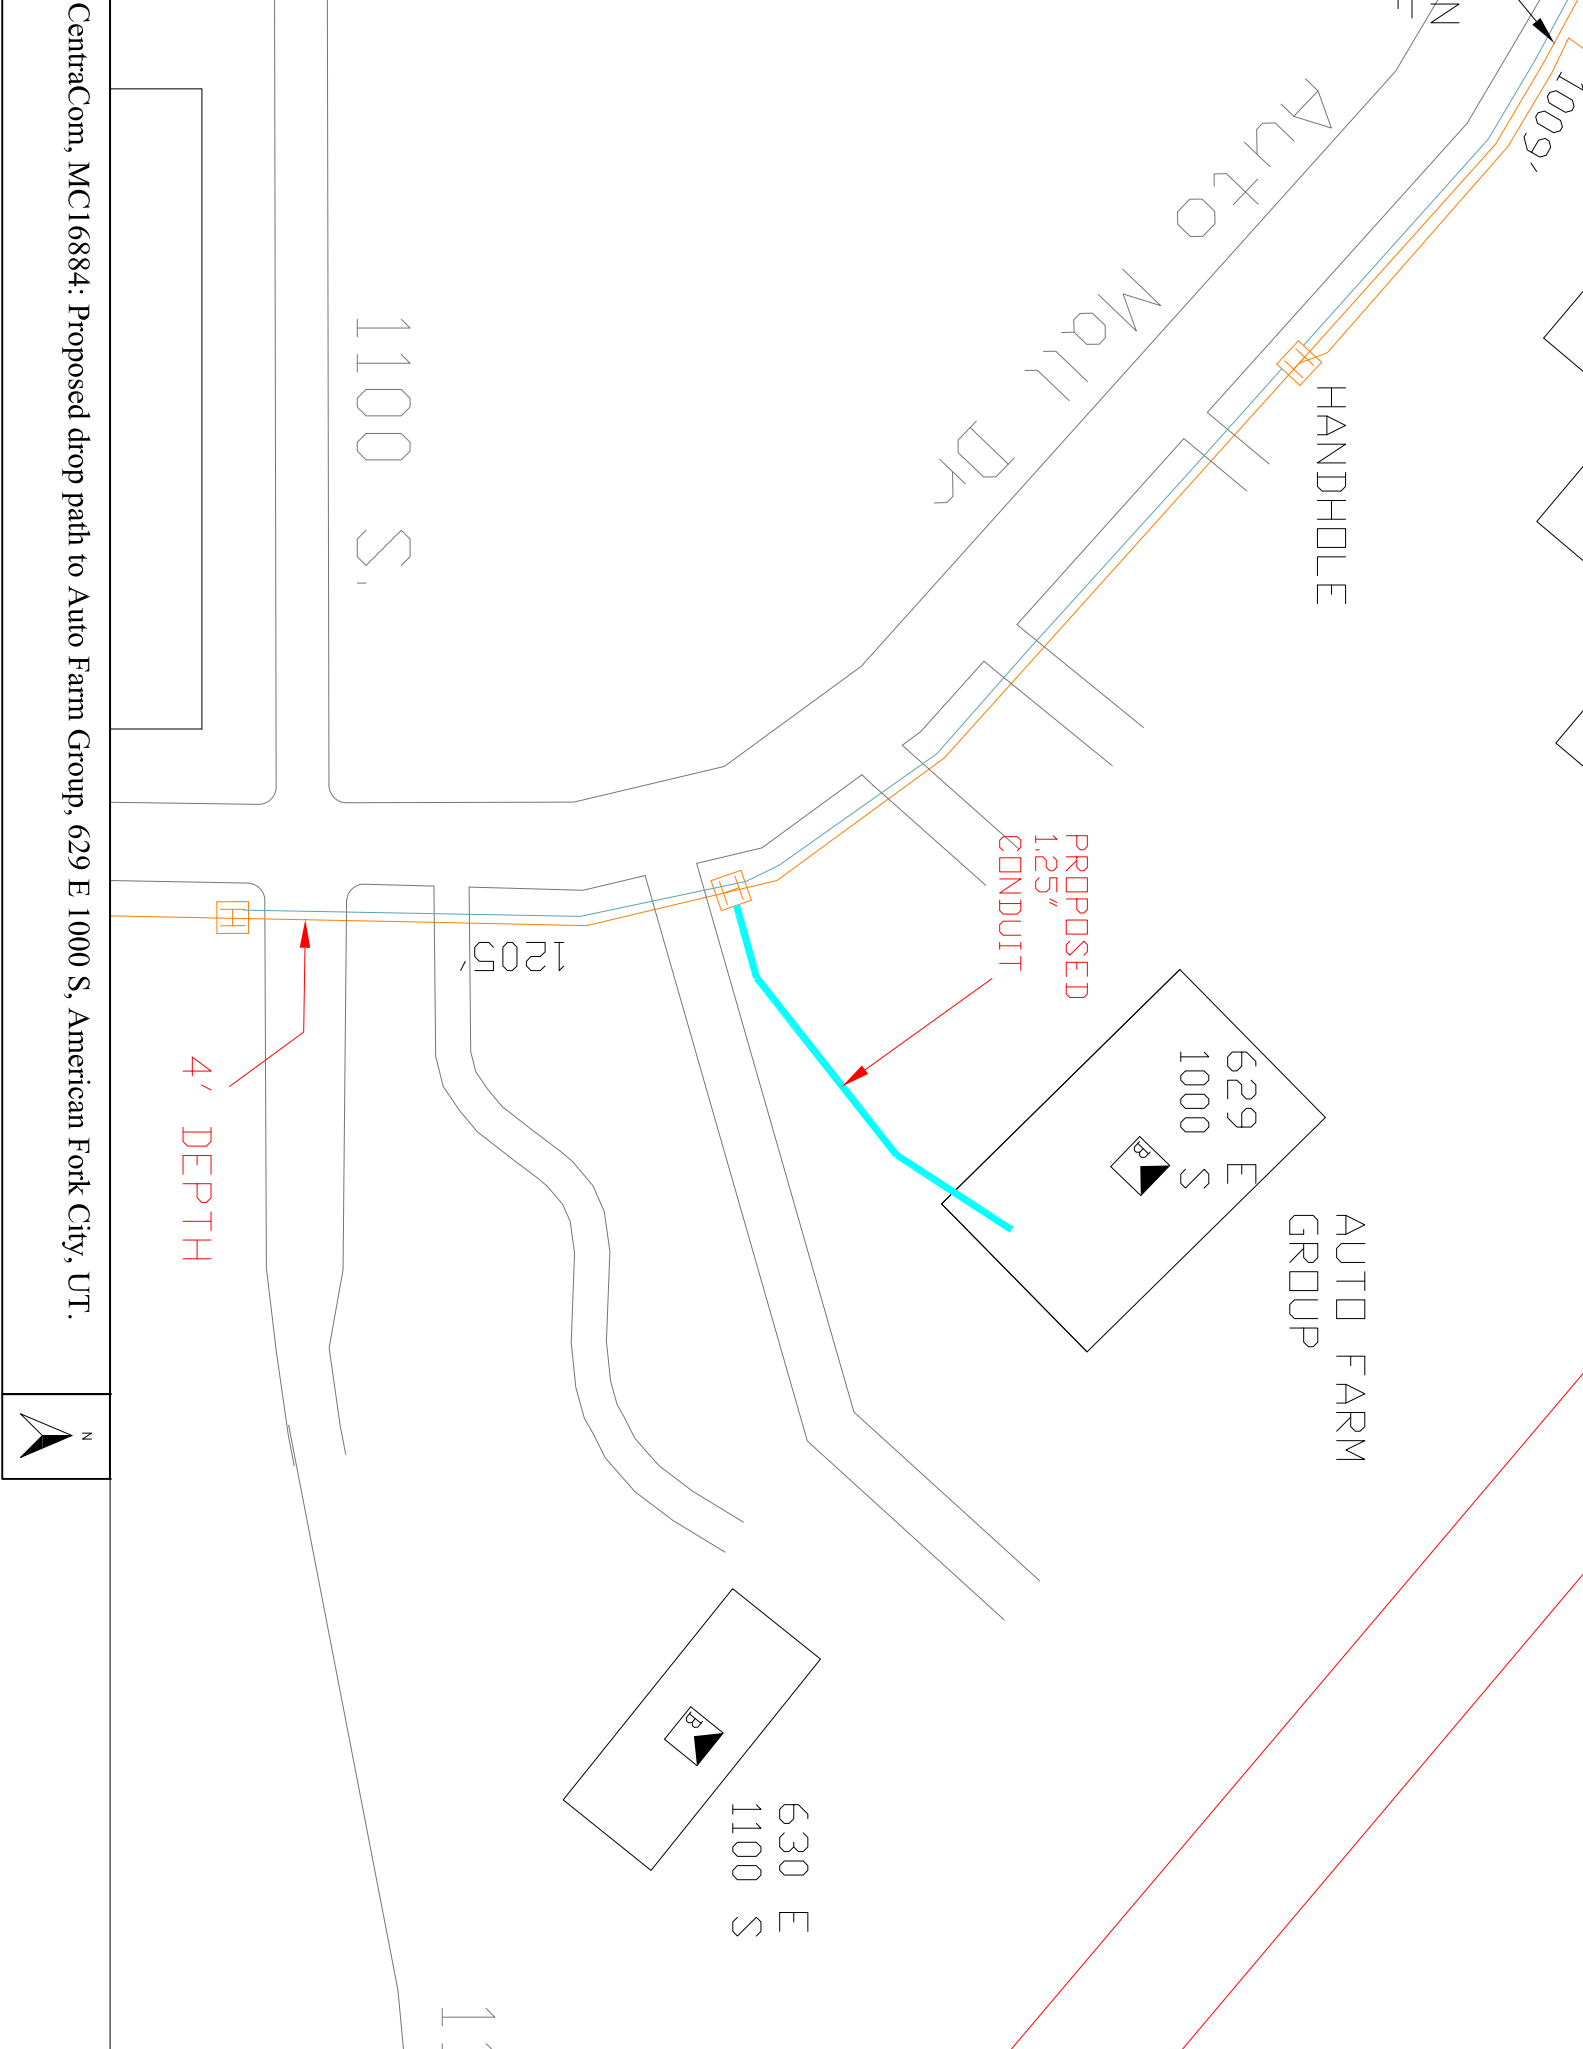 1009'
Auto Mall Dr
HANDHOLE
1100 S.
PROPOSED
1.25"
CONDUIT
629 E
1000 S
B
AUTO FARM
GROUP
1205'
4' DEPTH
630 E
1100 S
B
H
H
H
CentraCom, MC16884: Proposed drop path to Auto Farm Group, 629 E 1000 S, American Fork City, UT.
N